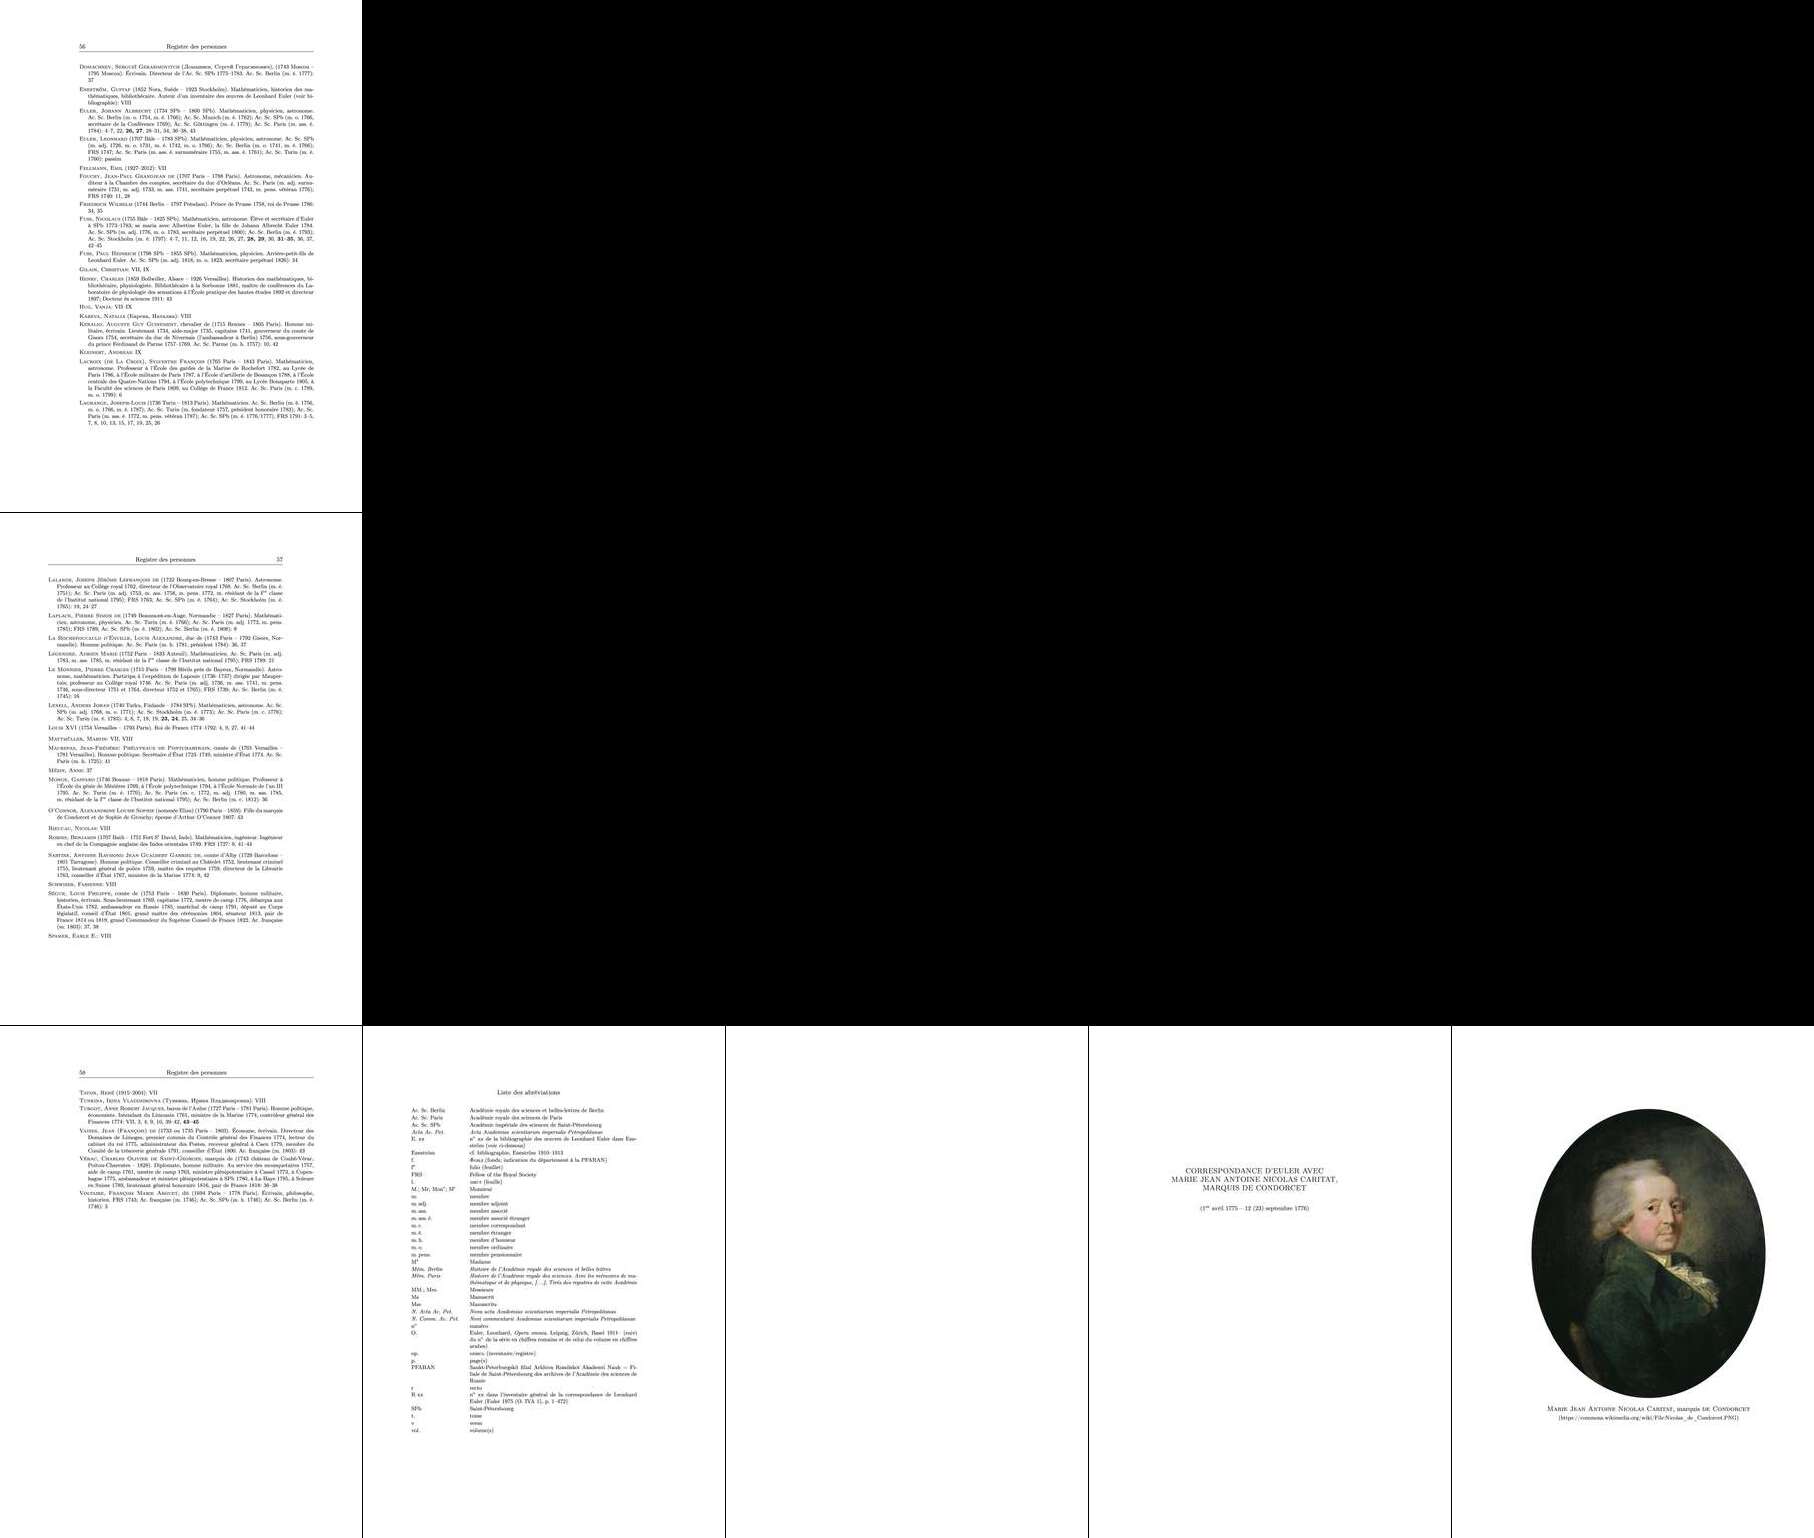 56 Registre des personnes
DOMACHNEV, SERGUEÏ GERASIMOVITCH (Домашнев, Сергей Герасимович), (1743 Moscou –
1795 Moscou). Écrivain. Directeur de l'Ac. Sc. SPb 1775–1783. Ac. Sc. Berlin (m. é. 1777):
37
ENESTRÖM, GUSTAF (1852 Nora, Suède – 1923 Stockholm). Mathématicien, historien des ma-
thématiques, bibliothécaire. Auteur d'un inventaire des œuvres de Leonhard Euler (voir bi-
bliographie): VIII
EULER, JOHANN ALBRECHT (1734 SPb – 1800 SPb). Mathématicien, physicien, astronome.
Ac. Sc. Berlin (m. o. 1754, m. é. 1766); Ac. Sc. Munich (m. é. 1762); Ac. Sc. SPb (m. o. 1766,
secrétaire de la Conférence 1769); Ac. Sc. Göttingen (m. é. 1779); Ac. Sc. Paris (m. ass. é.
1784): 4–7, 22, 26, 27, 28–31, 34, 36–38, 43
EULER, LEONHARD (1707 Bâle – 1783 SPb). Mathématicien, physicien, astronome. Ac. Sc. SPb
(m. adj. 1726, m. o. 1731, m. é. 1742, m. o. 1766); Ac. Sc. Berlin (m. o. 1741, m. é. 1766);
FRS 1747; Ac. Sc. Paris (m. ass. é. surnuméraire 1755, m. ass. é. 1761); Ac. Sc. Turin (m. é.
1760): passim
FELLMANN, EMIL (1927–2012): VII
FOUCHY, JEAN-PAUL GRANDJEAN DE (1707 Paris – 1788 Paris). Astronome, mécanicien. Au-
diteur à la Chambre des comptes, secrétaire du duc d'Orléans. Ac. Sc. Paris (m. adj. surnu-
méraire 1731, m. adj. 1733, m. ass. 1741, secrétaire perpétuel 1743, m. pens. vétéran 1776);
FRS 1740: 11, 28
FRIEDRICH WILHELM (1744 Berlin – 1797 Potsdam). Prince de Prusse 1758, roi de Prusse 1786:
34, 35
FUSS, NICOLAUS (1755 Bâle – 1825 SPb). Mathématicien, astronome. Élève et secrétaire d'Euler
à SPb 1773–1783, se maria avec Albertine Euler, la fille de Johann Albrecht Euler 1784.
Ac. Sc. SPb (m. adj. 1776, m. o. 1783, secrétaire perpétuel 1800); Ac. Sc. Berlin (m. é. 1793);
Ac. Sc. Stockholm (m. é. 1797): 4–7, 11, 12, 16, 19, 22, 26, 27, 28, 29, 30, 31–35, 36, 37,
42–45
FUSS, PAUL HEINRICH (1798 SPb – 1855 SPb). Mathématicien, physicien. Arrière-petit-fils de
Leonhard Euler. Ac. Sc. SPb (m. adj. 1818, m. o. 1823, secrétaire perpétuel 1826): 34
GILAIN, CHRISTIAN: VII, IX
HENRY, CHARLES (1859 Bollwiller, Alsace – 1926 Versailles). Historien des mathématiques, bi-
bliothécaire, physiologiste. Bibliothécaire à la Sorbonne 1881, maître de conférences du La-
boratoire de physiologie des sensations à l'École pratique des hautes études 1892 et directeur
1897; Docteur ès sciences 1911: 43
HUG, VANJA: VII–IX
KAREVA, NATALIA (Карева, Наталия): VIII
KÉRALIO, AUGUSTE GUY GUINEMENT, chevalier de (1715 Rennes – 1805 Paris). Homme mi-
litaire, écrivain. Lieutenant 1734, aide-major 1735, capitaine 1741, gouverneur du comte de
Gisors 1754, secrétaire du duc de Nivernais (l'ambassadeur à Berlin) 1756, sous-gouverneur
du prince Ferdinand de Parme 1757–1769. Ac. Sc. Parme (m. h. 1757): 10, 42
KLEINERT, ANDREAS: IX
LACROIX (DE LA CROIX), SYLVESTRE FRANÇOIS (1765 Paris – 1843 Paris). Mathématicien,
astronome. Professeur à l'École des gardes de la Marine de Rochefort 1782, au Lycée de
Paris 1786, à l'École militaire de Paris 1787, à l'École d'artillerie de Besançon 1788, à l'École
centrale des Quatre-Nations 1794, à l'École polytechnique 1799, au Lycée Bonaparte 1805, à
la Faculté des sciences de Paris 1809, au Collège de France 1812. Ac. Sc. Paris (m. c. 1789,
m. o. 1799): 6
LAGRANGE, JOSEPH-LOUIS (1736 Turin – 1813 Paris). Mathématicien. Ac. Sc. Berlin (m. é. 1756,
m. o. 1766, m. é. 1787); Ac. Sc. Turin (m. fondateur 1757, président honoraire 1783); Ac. Sc.
Paris (m. ass. é. 1772, m. pens. vétéran 1787); Ac. Sc. SPb (m. é. 1776/1777), FRS 1791: 3–5,
7, 8, 10, 13, 15, 17, 19, 25, 26
Registre des personnes 57
LALANDE, JOSEPH JÉRÔME LEFRANÇOIS DE (1732 Bourg-en-Bresse – 1807 Paris). Astronome.
Professeur au Collège royal 1762, directeur de l'Observatoire royal 1768. Ac. Sc. Berlin (m. é.
1751); Ac. Sc. Paris (m. adj. 1753, m. ass. 1758, m. pens. 1772, m. résidant de la Ire classe
de l'Institut national 1795); FRS 1763; Ac. Sc. SPb (m. é. 1764); Ac. Sc. Stockholm (m. é.
1765): 19, 24–27
LAPLACE, PIERRE SIMON DE (1749 Beaumont-en-Auge, Normandie – 1827 Paris). Mathémati-
cien, astronome, physicien. Ac. Sc. Turin (m. é. 1766); Ac. Sc. Paris (m. adj. 1773, m. pens.
1785); FRS 1789; Ac. Sc. SPb (m. é. 1802); Ac. Sc. Berlin (m. é. 1808): 9
LA ROCHEFOUCAULD D'ENVILLE, LOUIS ALEXANDRE, duc de (1743 Paris – 1792 Gisors, Nor-
mandie). Homme politique. Ac. Sc. Paris (m. h. 1781, président 1784): 36, 37
LEGENDRE, ADRIEN MARIE (1752 Paris – 1833 Auteuil). Mathématicien. Ac. Sc. Paris (m. adj.
1783, m. ass. 1785, m. résidant de la Ire classe de l'Institut national 1795); FRS 1789: 21
LE MONNIER, PIERRE CHARLES (1715 Paris – 1799 Hérils près de Bayeux, Normandie). Astro-
nome, mathématicien. Participa à l'expédition de Laponie (1736–1737) dirigée par Mauper-
tuis; professeur au Collège royal 1746. Ac. Sc. Paris (m. adj. 1736, m. ass. 1741, m. pens.
1746, sous-directeur 1751 et 1764, directeur 1752 et 1765); FRS 1739; Ac. Sc. Berlin (m. é.
1745): 16
LEXELL, ANDERS JOHAN (1740 Turku, Finlande – 1784 SPb). Mathématicien, astronome. Ac. Sc.
SPb (m. adj. 1768, m. o. 1771); Ac. Sc. Stockholm (m. é. 1773); Ac. Sc. Paris (m. c. 1776);
Ac. Sc. Turin (m. é. 1783): 4, 6, 7, 18, 19, 23, 24, 25, 34–36
LOUIS XVI (1754 Versailles – 1793 Paris). Roi de France 1774–1792: 4, 9, 27, 41–44
MATTMÜLLER, MARTIN: VII, VIII
MAUREPAS, JEAN-FRÉDÉRIC PHÉLYPEAUX DE PONTCHARTRAIN, comte de (1701 Versailles –
1781 Versailles). Homme politique. Secrétaire d'État 1723–1749, ministre d'État 1774. Ac. Sc.
Paris (m. h. 1725): 41
MÉZIN, ANNE: 37
MONGE, GASPARD (1746 Beaune – 1818 Paris). Mathématicien, homme politique. Professeur à
l'École du génie de Mézières 1769, à l'École polytechnique 1794, à l'École Normale de l'an III
1795. Ac. Sc. Turin (m. é. 1770); Ac. Sc. Paris (m. c. 1772, m. adj. 1780, m. ass. 1785,
m. résidant de la Ire classe de l'Institut national 1795); Ac. Sc. Berlin (m. c. 1812): 36
O'CONNOR, ALEXANDRINE LOUISE SOPHIE (nommée Eliza) (1790 Paris – 1859). Fille du marquis
de Condorcet et de Sophie de Grouchy; épouse d'Arthur O'Connor 1807: 43
RIEUCAU, NICOLAS: VIII
ROBINS, BENJAMIN (1707 Bath – 1751 Fort St David, Inde). Mathématicien, ingénieur. Ingénieur
en chef de la Compagnie anglaise des Indes orientales 1749. FRS 1727: 8, 41–44
SARTINE, ANTOINE RAYMOND JEAN GUALBERT GABRIEL DE, comte d'Alby (1729 Barcelone –
1801 Tarragone). Homme politique. Conseiller criminel au Châtelet 1752, lieutenant criminel
1755, lieutenant général de police 1759, maître des requêtes 1759, directeur de la Librairie
1763, conseiller d'État 1767, ministre de la Marine 1774: 9, 42
SCHWIZER, FABIENNE: VIII
SÉGUR, LOUIS PHILIPPE, comte de (1753 Paris – 1830 Paris). Diplomate, homme militaire,
historien, écrivain. Sous-lieutenant 1769, capitaine 1772, mestre de camp 1776, débarqua aux
États-Unis 1782, ambassadeur en Russie 1785, maréchal de camp 1791, député au Corps
législatif, conseil d'État 1801, grand maître des cérémonies 1804, sénateur 1813, pair de
France 1814 ou 1819, grand Commandeur du Suprême Conseil de France 1822. Ac. française
(m. 1803): 37, 38
SPAMER, EARLE E.: VIII
58 Registre des personnes
TATON, RENÉ (1915–2004): VII
TUNKINA, IRINA VLADIMIROVNA (Тункина, Ирина Владимировна): VIII
TURGOT, ANNE ROBERT JACQUES, baron de l'Aulne (1727 Paris – 1781 Paris). Homme politique,
économiste. Intendant du Limousin 1761, ministre de la Marine 1774, contrôleur général des
Finances 1774: VII, 3, 4, 9, 10, 39–42, 43–45
VAINES, JEAN (FRANÇOIS) DE (1733 ou 1735 Paris – 1803). Économe, écrivain. Directeur des
Domaines de Limoges, premier commis du Contrôle général des Finances 1774, lecteur du
cabinet du roi 1775, administrateur des Postes, receveur général à Caen 1779, membre du
Comité de la trésorerie générale 1791, conseiller d'État 1800. Ac. française (m. 1803): 43
VÉRAC, CHARLES OLIVIER DE SAINT-GEORGES, marquis de (1743 château de Couhé-Vérac,
Poitou-Charentes – 1828). Diplomate, homme militaire. Au service des mousquetaires 1757,
aide de camp 1761, mestre de camp 1763, ministre plénipotentiaire à Cassel 1772, à Copen-
hague 1775, ambassadeur et ministre plénipotentiaire à SPb 1780, à La Haye 1785, à Soleure
en Suisse 1789, lieutenant général honoraire 1816, pair de France 1818: 36–38
VOLTAIRE, FRANÇOIS MARIE AROUET, dit (1694 Paris – 1778 Paris). Écrivain, philosophe,
historien. FRS 1743; Ac. française (m. 1746); Ac. Sc. SPb (m. h. 1746); Ac. Sc. Berlin (m. é.
1746): 3
Liste des abréviations
Ac. Sc. Berlin Académie royale des sciences et belles-lettres de Berlin
Ac. Sc. Paris Académie royale des sciences de Paris
Ac. Sc. SPb Académie impériale des sciences de Saint-Pétersbourg
Acta Ac. Pet. Acta Academiae scientiarum imperialis Petropolitanae
E. xx n° xx de la bibliographie des œuvres de Leonhard Euler dans Ene-
ström (voir ci-dessous)
Eneström cf. bibliographie, Eneström 1910–1913
f. Фонд (fonds; indication du département à la PFARAN)
f° folio (feuillet)
FRS Fellow of the Royal Society
l. лист (feuille)
M.; Mr; Monr; Mr Monsieur
m. membre
m. adj. membre adjoint
m. ass. membre associé
m. ass. é. membre associé étranger
m. c. membre correspondant
m. é. membre étranger
m. h. membre d'honneur
m. o. membre ordinaire
m. pens. membre pensionnaire
Me Madame
Mém. Berlin Histoire de l'Académie royale des sciences et belles lettres
Mém. Paris Histoire de l'Académie royale des sciences. Avec les mémoires de ma-
thématique et de physique, [...]. Tirés des registres de cette Académie
MM.; Mrs. Messieurs
Ms Manuscrit
Mss Manuscrits
N. Acta Ac. Pet. Nova acta Academiae scientiarum imperialis Petropolitanae
N. Comm. Ac. Pet. Novi commentarii Academiae scientiarum imperialis Petropolitanae
n° numéro
O. Euler, Leonhard, Opera omnia. Leipzig, Zürich, Basel 1911– (suivi
du n° de la série en chiffres romains et de celui du volume en chiffres
arabes)
op. опись (inventaire/registre)
p. page(s)
PFARAN Sankt-Peterburgskiĭ filial Arkhiva Rossiĭskoĭ Akademii Nauk = Fi-
liale de Saint-Pétersbourg des archives de l'Académie des sciences de
Russie
r recto
R xx n° xx dans l'inventaire général de la correspondance de Leonhard
Euler (Euler 1975 (O. IVA 1), p. 1–472)
SPb Saint-Pétersbourg
t. tome
v verso
vol. volume(s)
CORRESPONDANCE D'EULER AVEC
MARIE JEAN ANTOINE NICOLAS CARITAT,
MARQUIS DE CONDORCET
(1er avril 1775 – 12 (23) septembre 1776)
MARIE JEAN ANTOINE NICOLAS CARITAT, marquis DE CONDORCET
(https://commons.wikimedia.org/wiki/File:Nicolas_de_Condorcet.PNG)